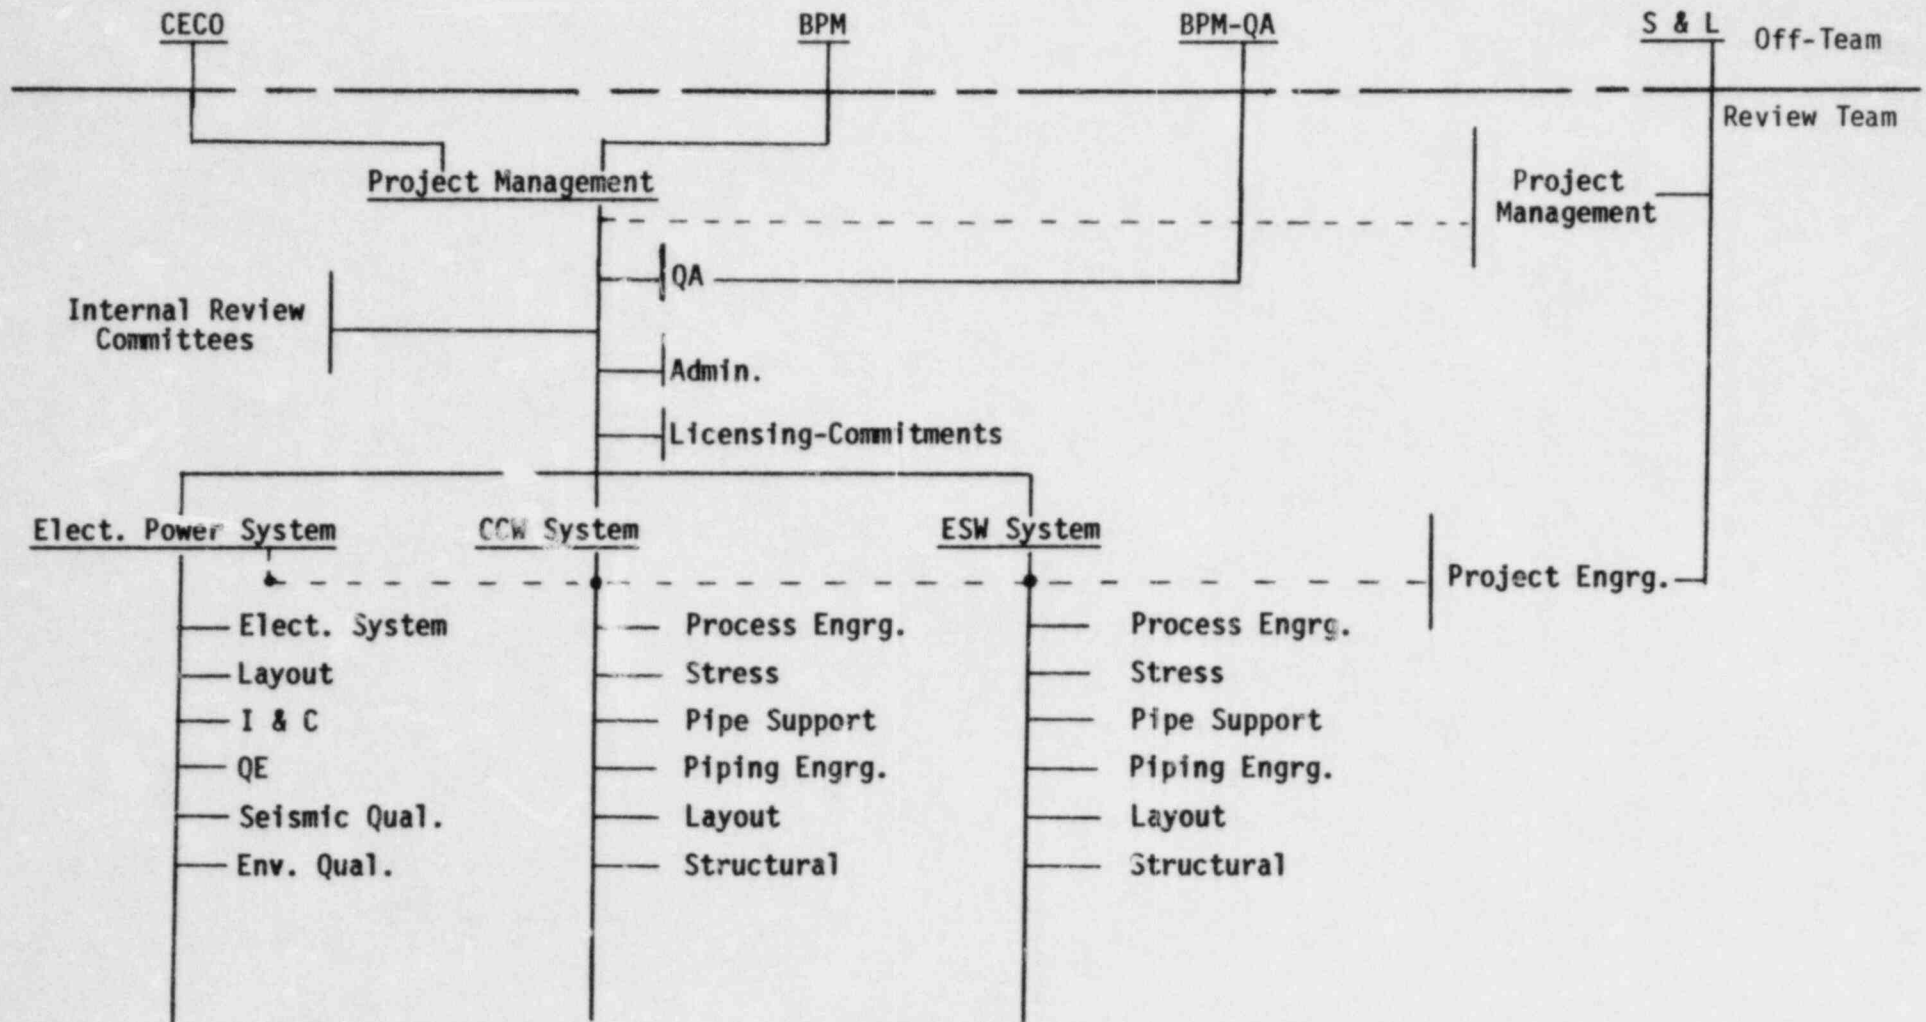 CECO
BPM
BPM-QA
S & L
Off-Team
Review Team
Project Management
Project
Management
QA
Internal Review
Committees
Admin.
Licensing-Commitments
Elect. Power System
CCW System
ESW System
Project Engrg.
Elect. System
Process Engrg.
Process Engrg.
Layout
Stress
Stress
I & C
Pipe Support
Pipe Support
QE
Piping Engrg.
Piping Engrg.
Seismic Qual.
Layout
Layout
Env. Qual.
Structural
Structural